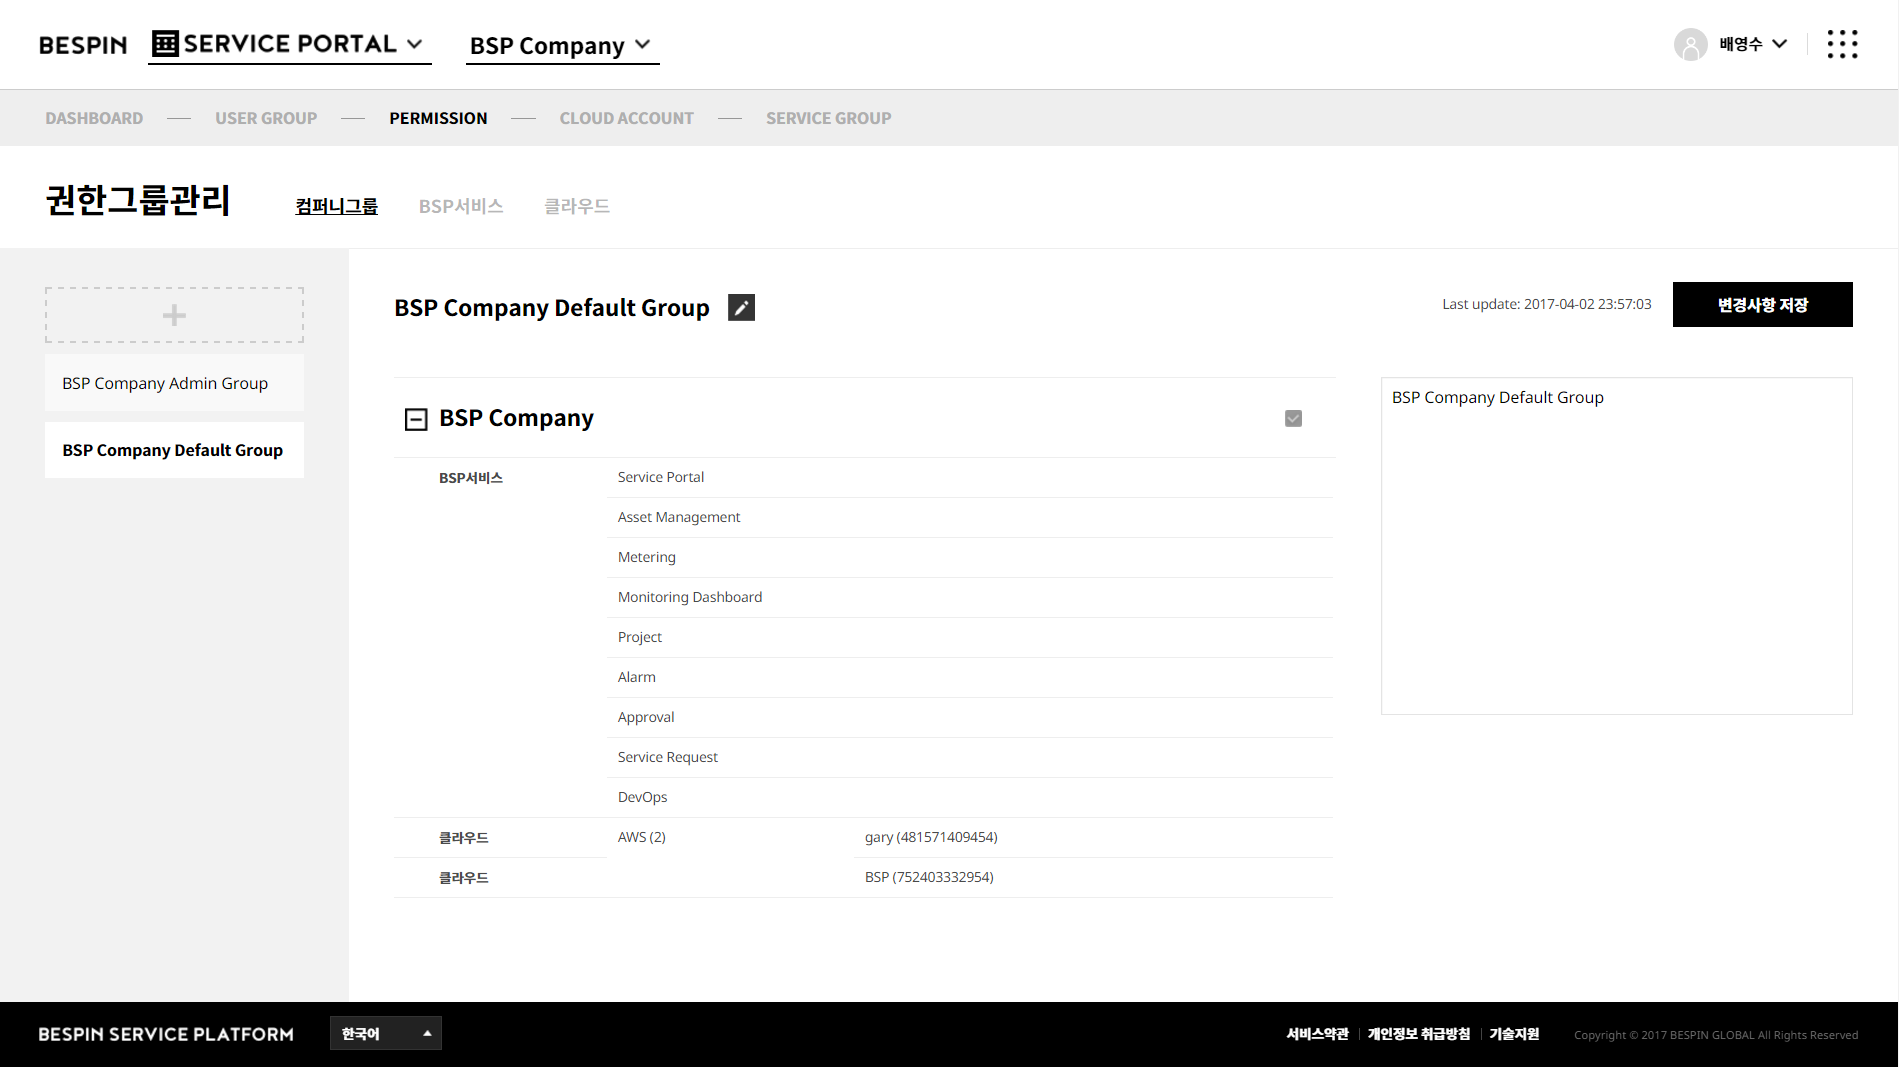 BESPIN SERVICE PORTAL BSP Company 배영수
DASHBOARD USER GROUP PERMISSION CLOUD ACCOUNT SERVICE GROUP
권한그룹관리 컴퍼니그룹 BSP서비스 클라우드
+
BSP Company Admin Group
BSP Company Default Group
BSP Company Default Group
Last update: 2017-04-02 23:57:03 변경사항 저장
BSP Company
BSP서비스 Service Portal
Asset Management
Metering
Monitoring Dashboard
Project
Alarm
Approval
Service Request
DevOps
클라우드 AWS (2) gary (481571409454)
클라우드 BSP (752403332954)
BSP Company Default Group
BESPIN SERVICE PLATFORM 한국어 서비스약관 개인정보 취급방침 기술지원 Copyright © 2017 BESPIN GLOBAL All Rights Reserved